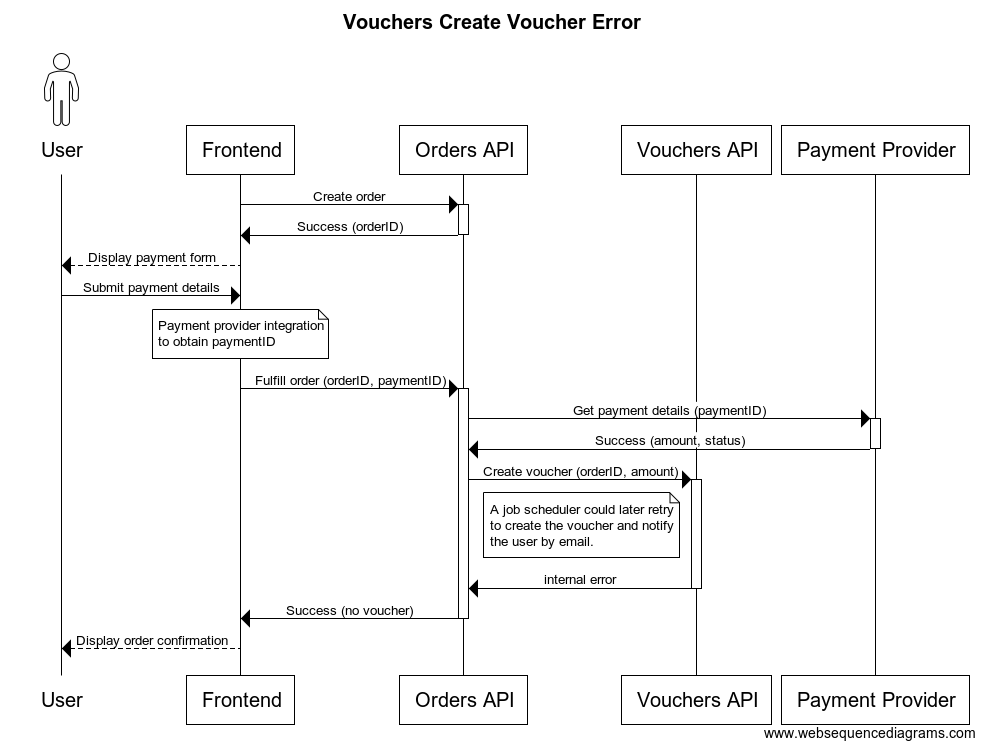 Vouchers Create Voucher Error
User
Frontend
Orders API
Vouchers API
Payment Provider
Create order
Success (orderID)
Display payment form
Submit payment details
Payment provider integration
to obtain paymentID
Fulfill order (orderID, paymentID)
Get payment details (paymentID)
Success (amount, status)
Create voucher (orderID, amount)
A job scheduler could later retry
to create the voucher and notify
the user by email.
internal error
Success (no voucher)
Display order confirmation
User
Frontend
Orders API
Vouchers API
Payment Provider
www.websequencediagrams.com